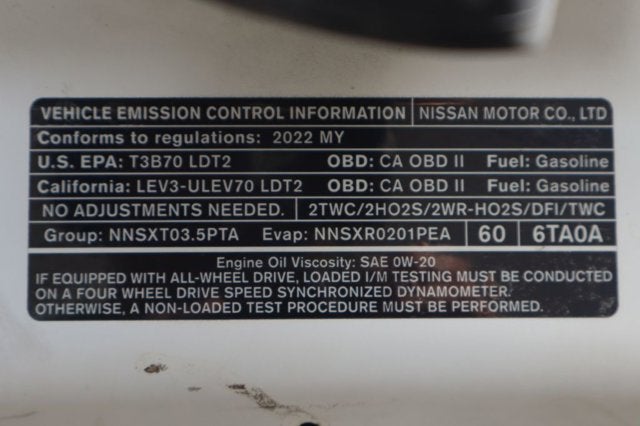 VEHICLE EMISSION CONTROL INFORMATION NISSAN MOTOR CO., LTD
Conforms to regulations: 2022 MY
U.S. EPA: T3B70 LDT2 OBD: CA OBD II Fuel: Gasoline
California: LEV3-ULEV70 LDT2 OBD: CA OBD II Fuel: Gasoline
NO ADJUSTMENTS NEEDED. 2TWC/2HO2S/2WR-HO2S/DFI/TWC
Group: NNSXT03.5PTA Evap: NNSXR0201PEA 60 6TA0A
Engine Oil Viscosity: SAE 0W-20
IF EQUIPPED WITH ALL-WHEEL DRIVE, LOADED I/M TESTING MUST BE CONDUCTED
ON A FOUR WHEEL DRIVE SPEED SYNCHRONIZED DYNAMOMETER.
OTHERWISE, A NON-LOADED TEST PROCEDURE MUST BE PERFORMED.